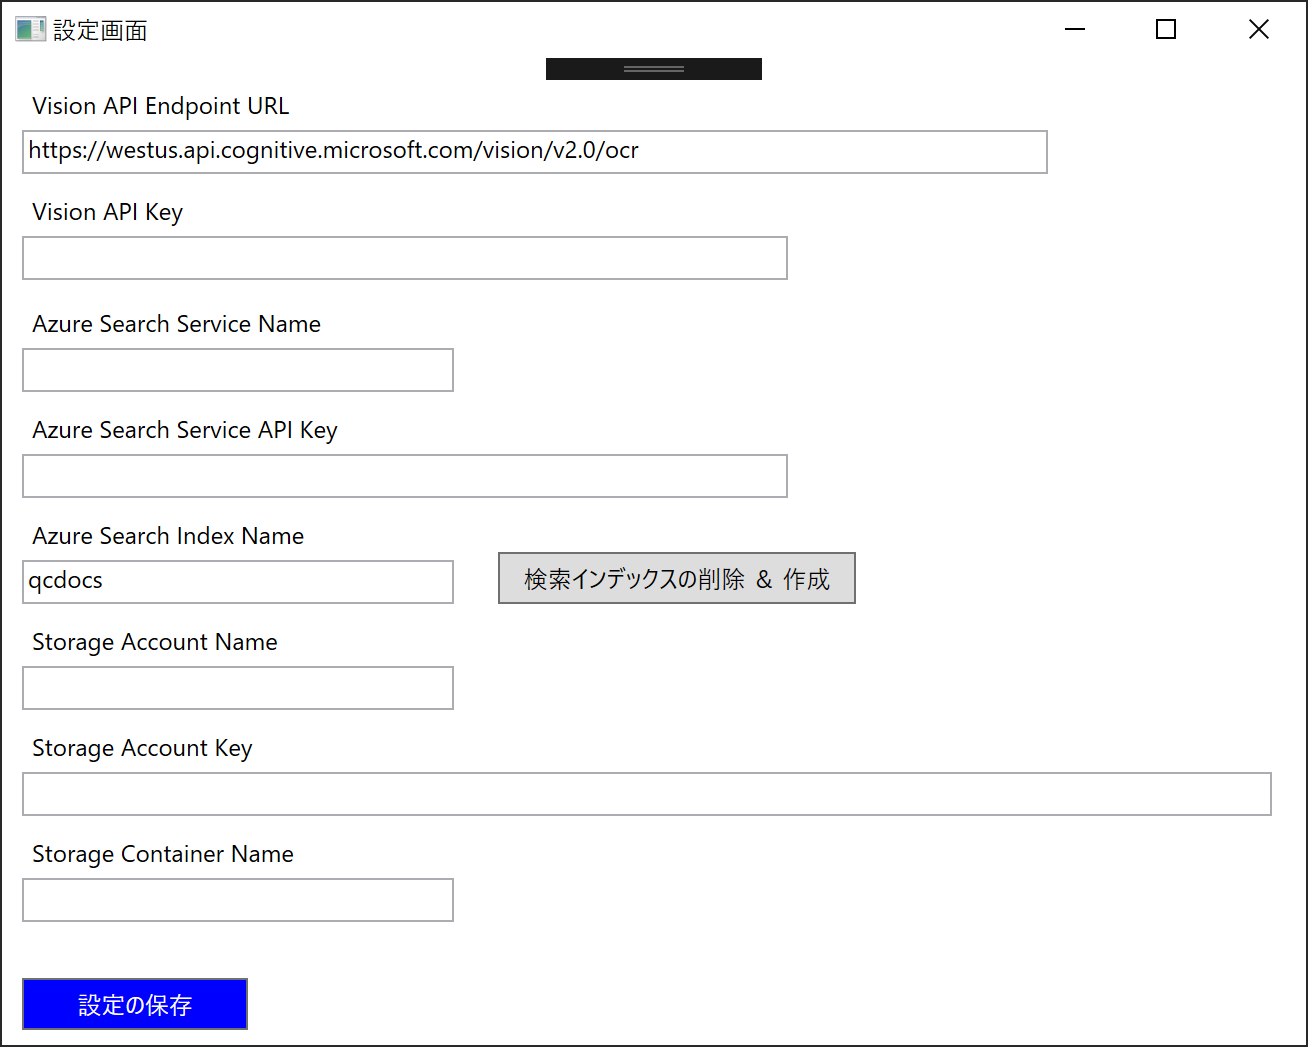 設定画面
Vision API Endpoint URL
https://westus.api.cognitive.microsoft.com/vision/v2.0/ocr
Vision API Key
Azure Search Service Name
Azure Search Service API Key
Azure Search Index Name
qcdocs
検索インデックスの削除 & 作成
Storage Account Name
Storage Account Key
Storage Container Name
設定の保存